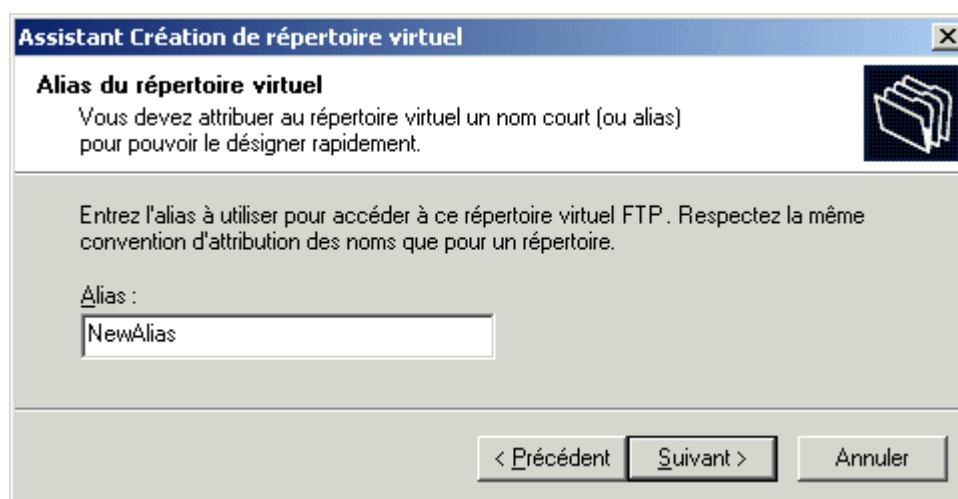 Assistant Création de répertoire virtuel
Alias du répertoire virtuel
Vous devez attribuer au répertoire virtuel un nom court (ou alias)
pour pouvoir le désigner rapidement.
Entrez l'alias à utiliser pour accéder à ce répertoire virtuel FTP. Respectez la même
convention d'attribution des noms que pour un répertoire.
Alias :
NewAlias
< Précédent Suivant > Annuler